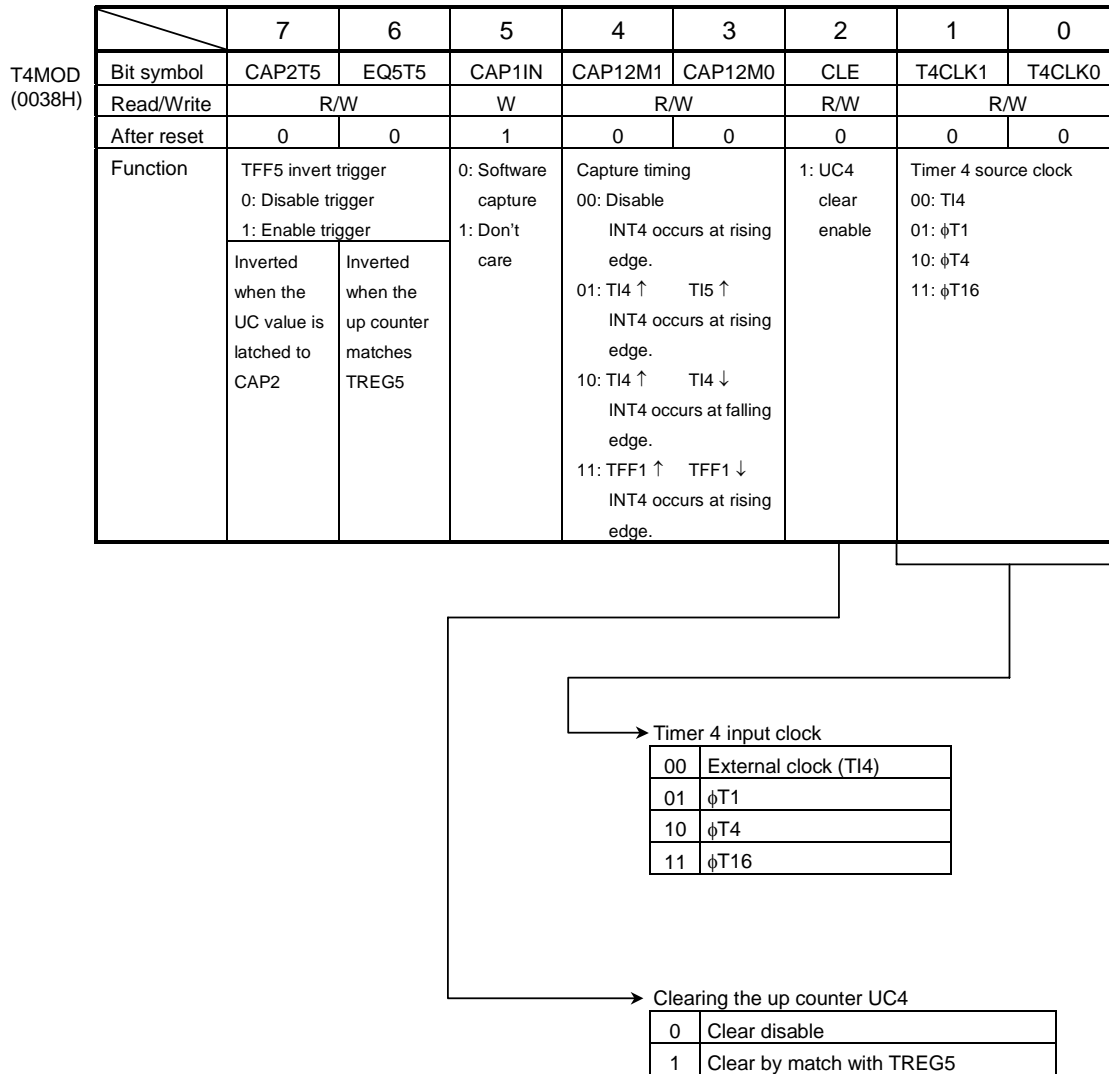 7 6 5 4 3 2 1 0
T4MOD
(0038H)
Bit symbol CAP2T5 EQ5T5 CAP1IN CAP12M1 CAP12M0 CLE T4CLK1 T4CLK0
Read/Write R/W W R/W R/W R/W
After reset 0 0 1 0 0 0 0 0
Function
TFF5 invert trigger
0: Disable trigger
1: Enable trigger
Inverted
when the
UC value is
latched to
CAP2
Inverted
when the
up counter
matches
TREG5
0: Software
capture
1: Don't
care
Capture timing
00: Disable
INT4 occurs at rising
edge.
01: TI4 ↑ TI5 ↑
INT4 occurs at rising
edge.
10: TI4 ↑ TI4 ↓
INT4 occurs at falling
edge.
11: TFF1 ↑ TFF1 ↓
INT4 occurs at rising
edge.
1: UC4
clear
enable
Timer 4 source clock
00: TI4
01: ϕT1
10: ϕT4
11: ϕT16
Timer 4 input clock
00 External clock (TI4)
01 ϕT1
10 ϕT4
11 ϕT16
Clearing the up counter UC4
0 Clear disable
1 Clear by match with TREG5